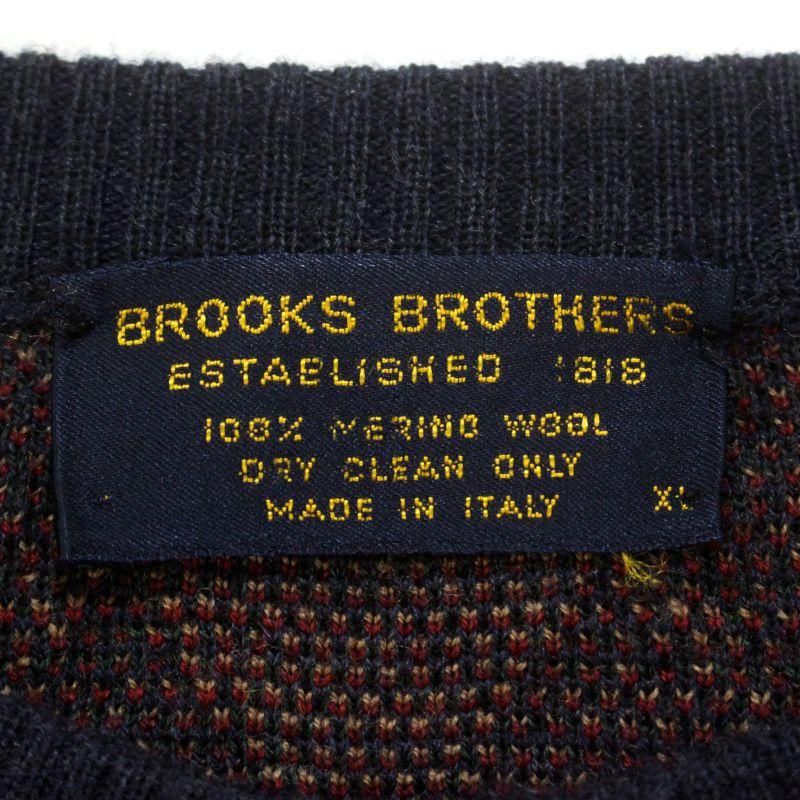 BROOKS BROTHERS
ESTABLISHED 1818
100% MERINO WOOL
DRY CLEAN ONLY
MADE IN ITALY XL